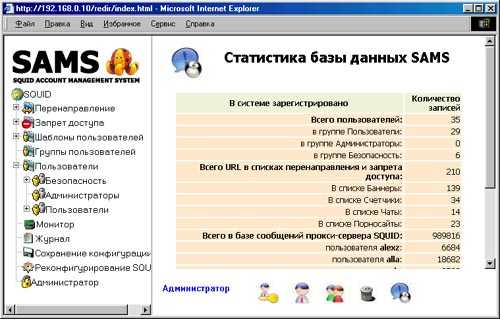 http://192.168.0.10/redir/index.html - Microsoft Internet Explorer
Файл Правка Вид Избранное Сервис Справка
SAMS
SQUID ACCOUNT MANAGEMENT SYSTEM
SQUID
Перенаправление
Запрет доступа
Шаблоны пользователей
Группы пользователей
Пользователи
Безопасность
Администраторы
Пользователи
Монитор
Журнал
Сохранение конфигурации
Реконфигурирование SQU
Администратор
Статистика базы данных SAMS
В системе зарегистрировано Количество записей
Всего пользователей: 35
в группе Пользователи: 29
в группе Администраторы: 0
в группе Безопасность: 6
Всего URL в списках перенаправления и запрета
доступа: 210
В списке Баннеры: 139
В списке Счетчики: 34
В списке Чаты: 14
В списке Порносайты: 23
Всего в базе сообщений прокси-сервера SQUID: 989816
пользователя alexz: 6684
пользователя alla: 18682
Администратор